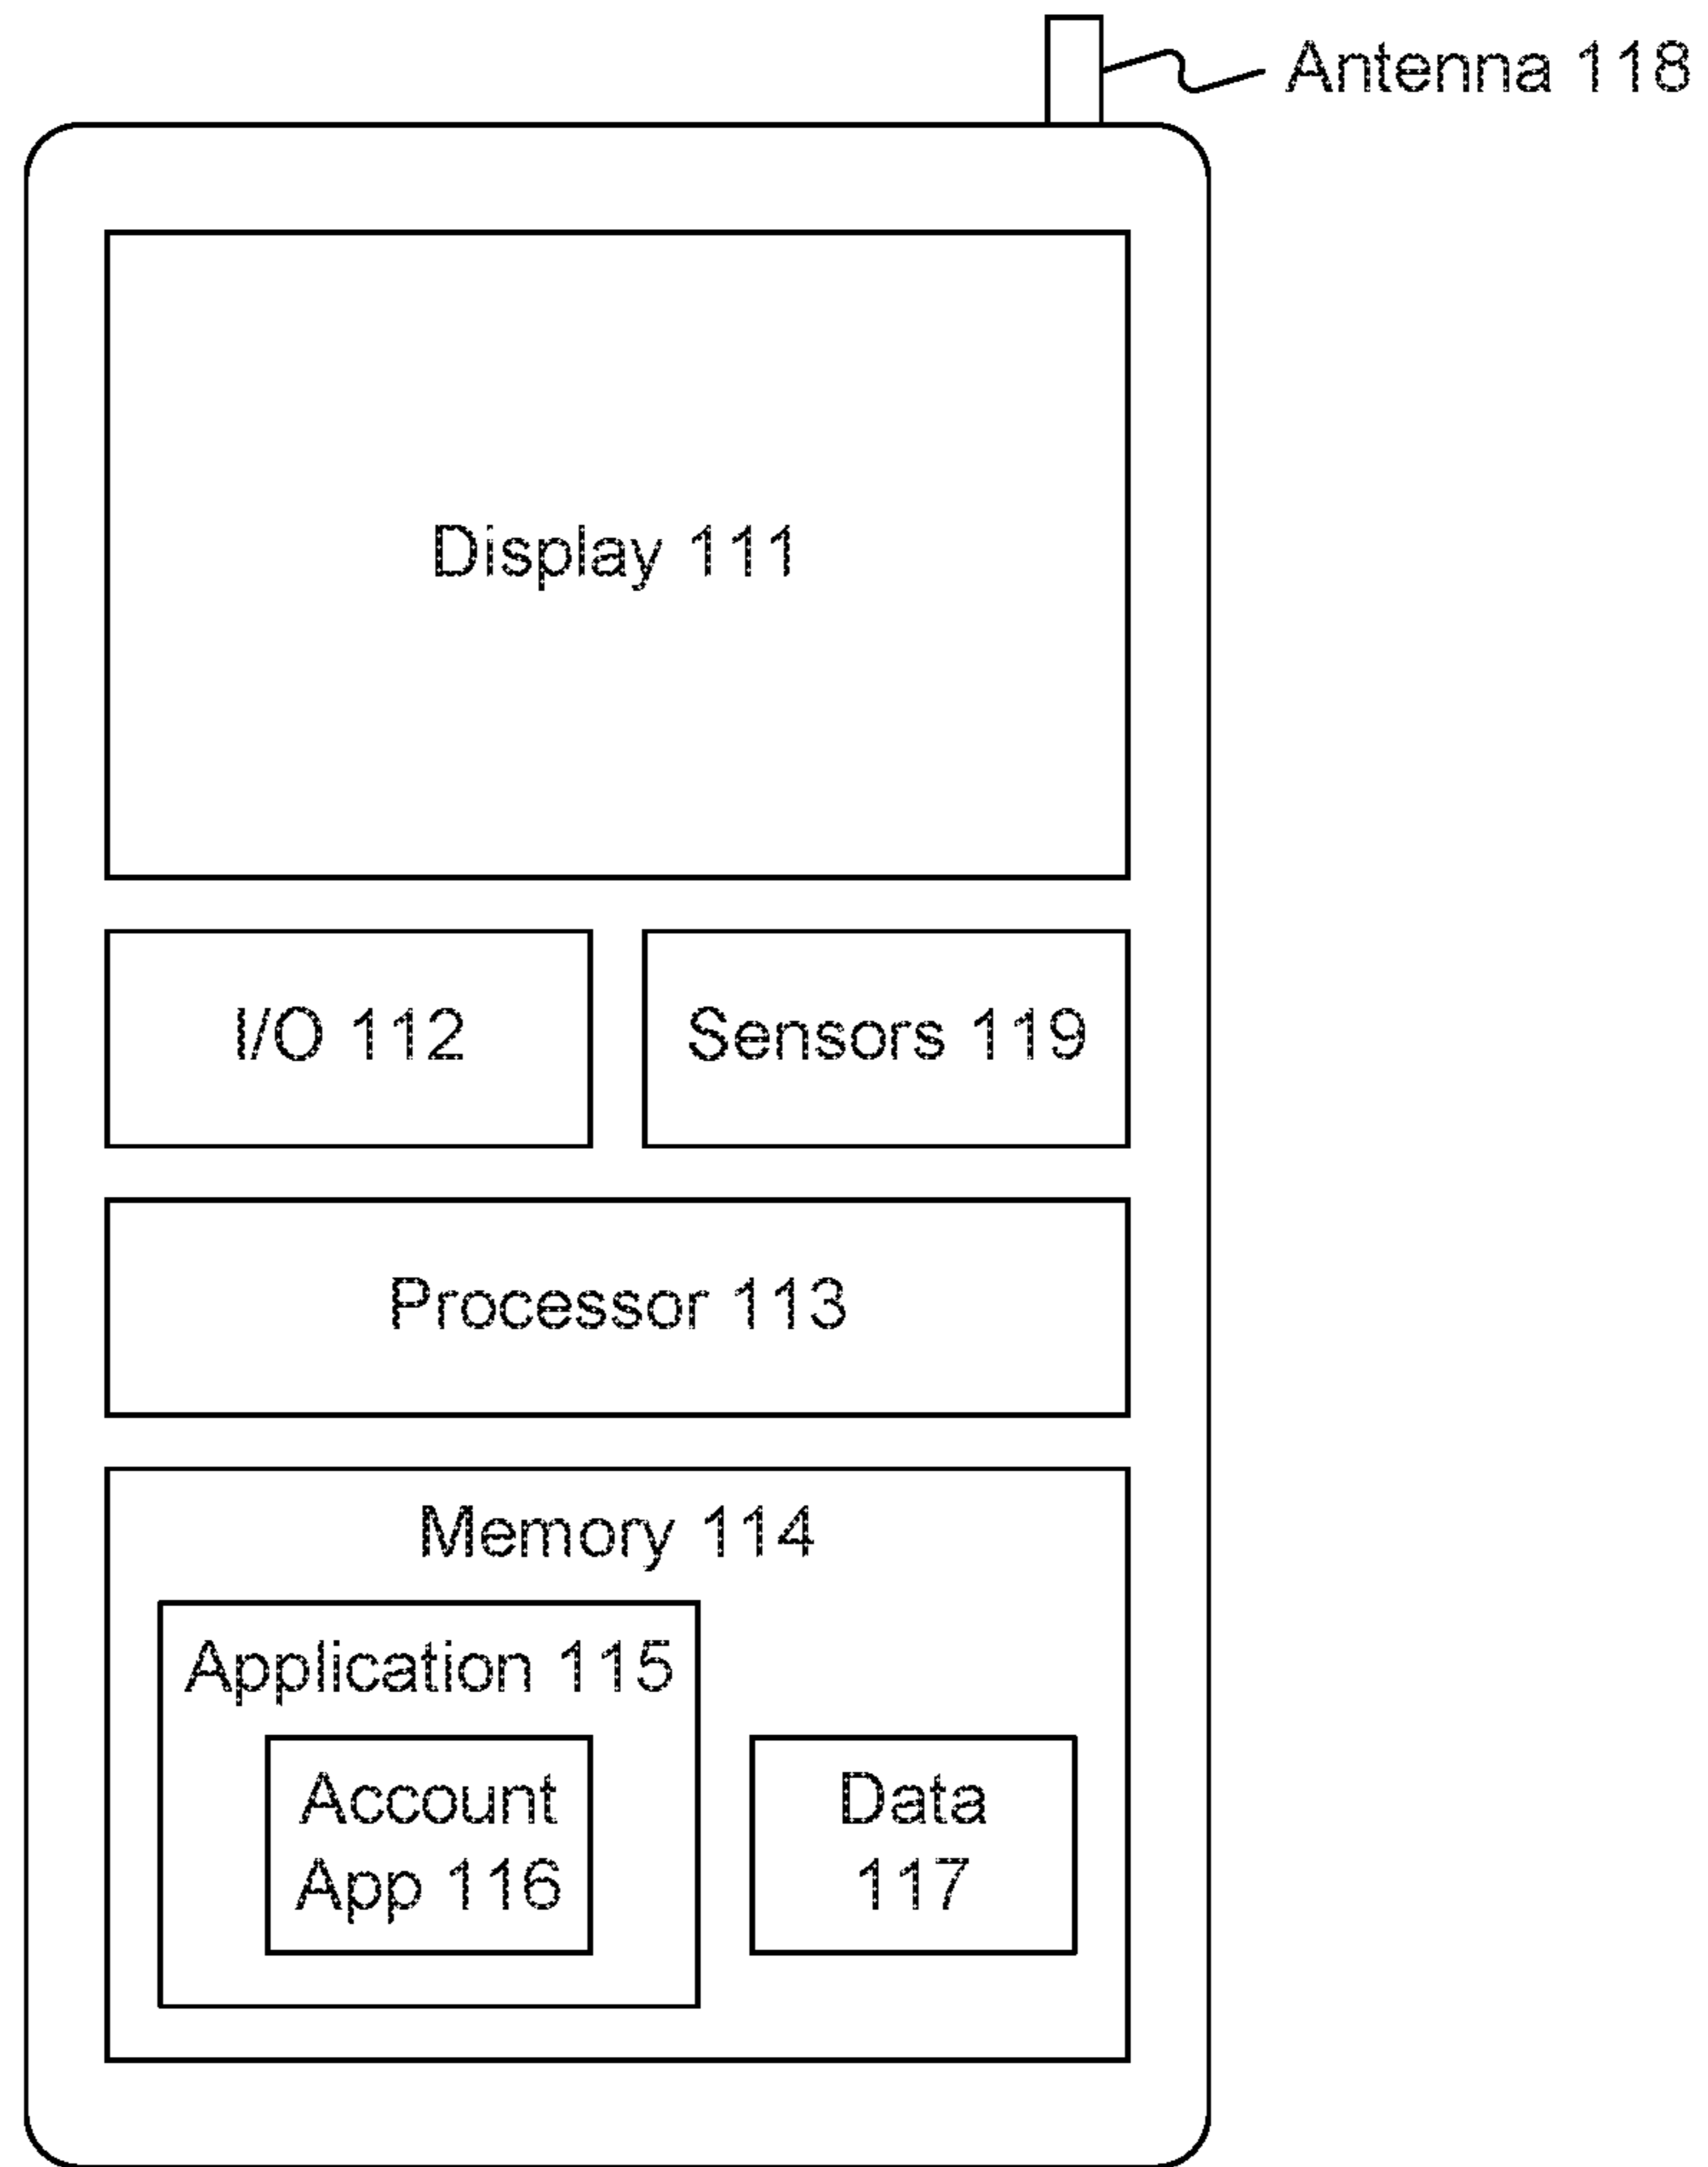 Antenna 118
Display 111
I/O 112
Sensors 119
Processor 113
Memory 114
Application 115
Account
App 116
Data
117